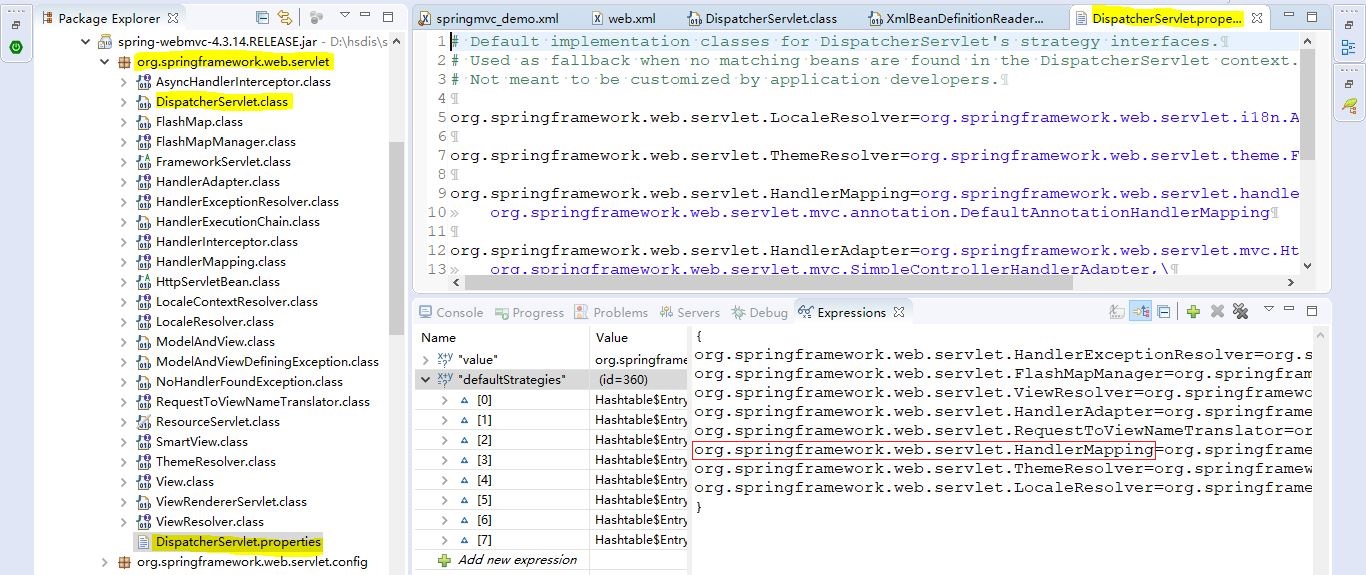 Package Explorer
spring-webmvc-4.3.14.RELEASE.jar - D:\hsdis\s
org.springframework.web.servlet
AsyncHandlerInterceptor.class
DispatcherServlet.class
FlashMap.class
FlashMapManager.class
FrameworkServlet.class
HandlerAdapter.class
HandlerExceptionResolver.class
HandlerExecutionChain.class
HandlerInterceptor.class
HandlerMapping.class
HttpServletBean.class
LocaleContextResolver.class
LocaleResolver.class
ModelAndView.class
ModelAndViewDefiningException.class
NoHandlerFoundException.class
RequestToViewNameTranslator.class
ResourceServlet.class
SmartView.class
ThemeResolver.class
View.class
ViewRendererServlet.class
ViewResolver.class
DispatcherServlet.properties
org.springframework.web.servlet.config
springmvc_demo.xml web.xml DispatcherServlet.class XmlBeanDefinitionReader... DispatcherServlet.prope...
1 # Default implementation classes for DispatcherServlet's strategy interfaces.¶
2 # Used as fallback when no matching beans are found in the DispatcherServlet context.
3 # Not meant to be customized by application developers.¶
4 ¶
5 org.springframework.web.servlet.LocaleResolver=org.springframework.web.servlet.i18n.A
6 ¶
7 org.springframework.web.servlet.ThemeResolver=org.springframework.web.servlet.theme.F
8 ¶
9 org.springframework.web.servlet.HandlerMapping=org.springframework.web.servlet.handle
10 » org.springframework.web.servlet.mvc.annotation.DefaultAnnotationHandlerMapping¶
11 ¶
12 org.springframework.web.servlet.HandlerAdapter=org.springframework.web.servlet.mvc.Ht
13 » org.springframework.web.servlet.mvc.SimpleControllerHandlerAdapter,\¶
Console Progress Problems Servers Debug Expressions
Name Value
"value" org.springframe
"defaultStrategies" (id=360)
[0] Hashtable$Entry
[1] Hashtable$Entry
[2] Hashtable$Entry
[3] Hashtable$Entry
[4] Hashtable$Entry
[5] Hashtable$Entry
[6] Hashtable$Entry
[7] Hashtable$Entry
Add new expression
{
org.springframework.web.servlet.HandlerExceptionResolver=org.s
org.springframework.web.servlet.FlashMapManager=org.springfram
org.springframework.web.servlet.ViewResolver=org.springframewo
org.springframework.web.servlet.HandlerAdapter=org.springframe
org.springframework.web.servlet.RequestToViewNameTranslator=or
org.springframework.web.servlet.HandlerMapping=org.springframe
org.springframework.web.servlet.ThemeResolver=org.springframew
org.springframework.web.servlet.LocaleResolver=org.springframe
}